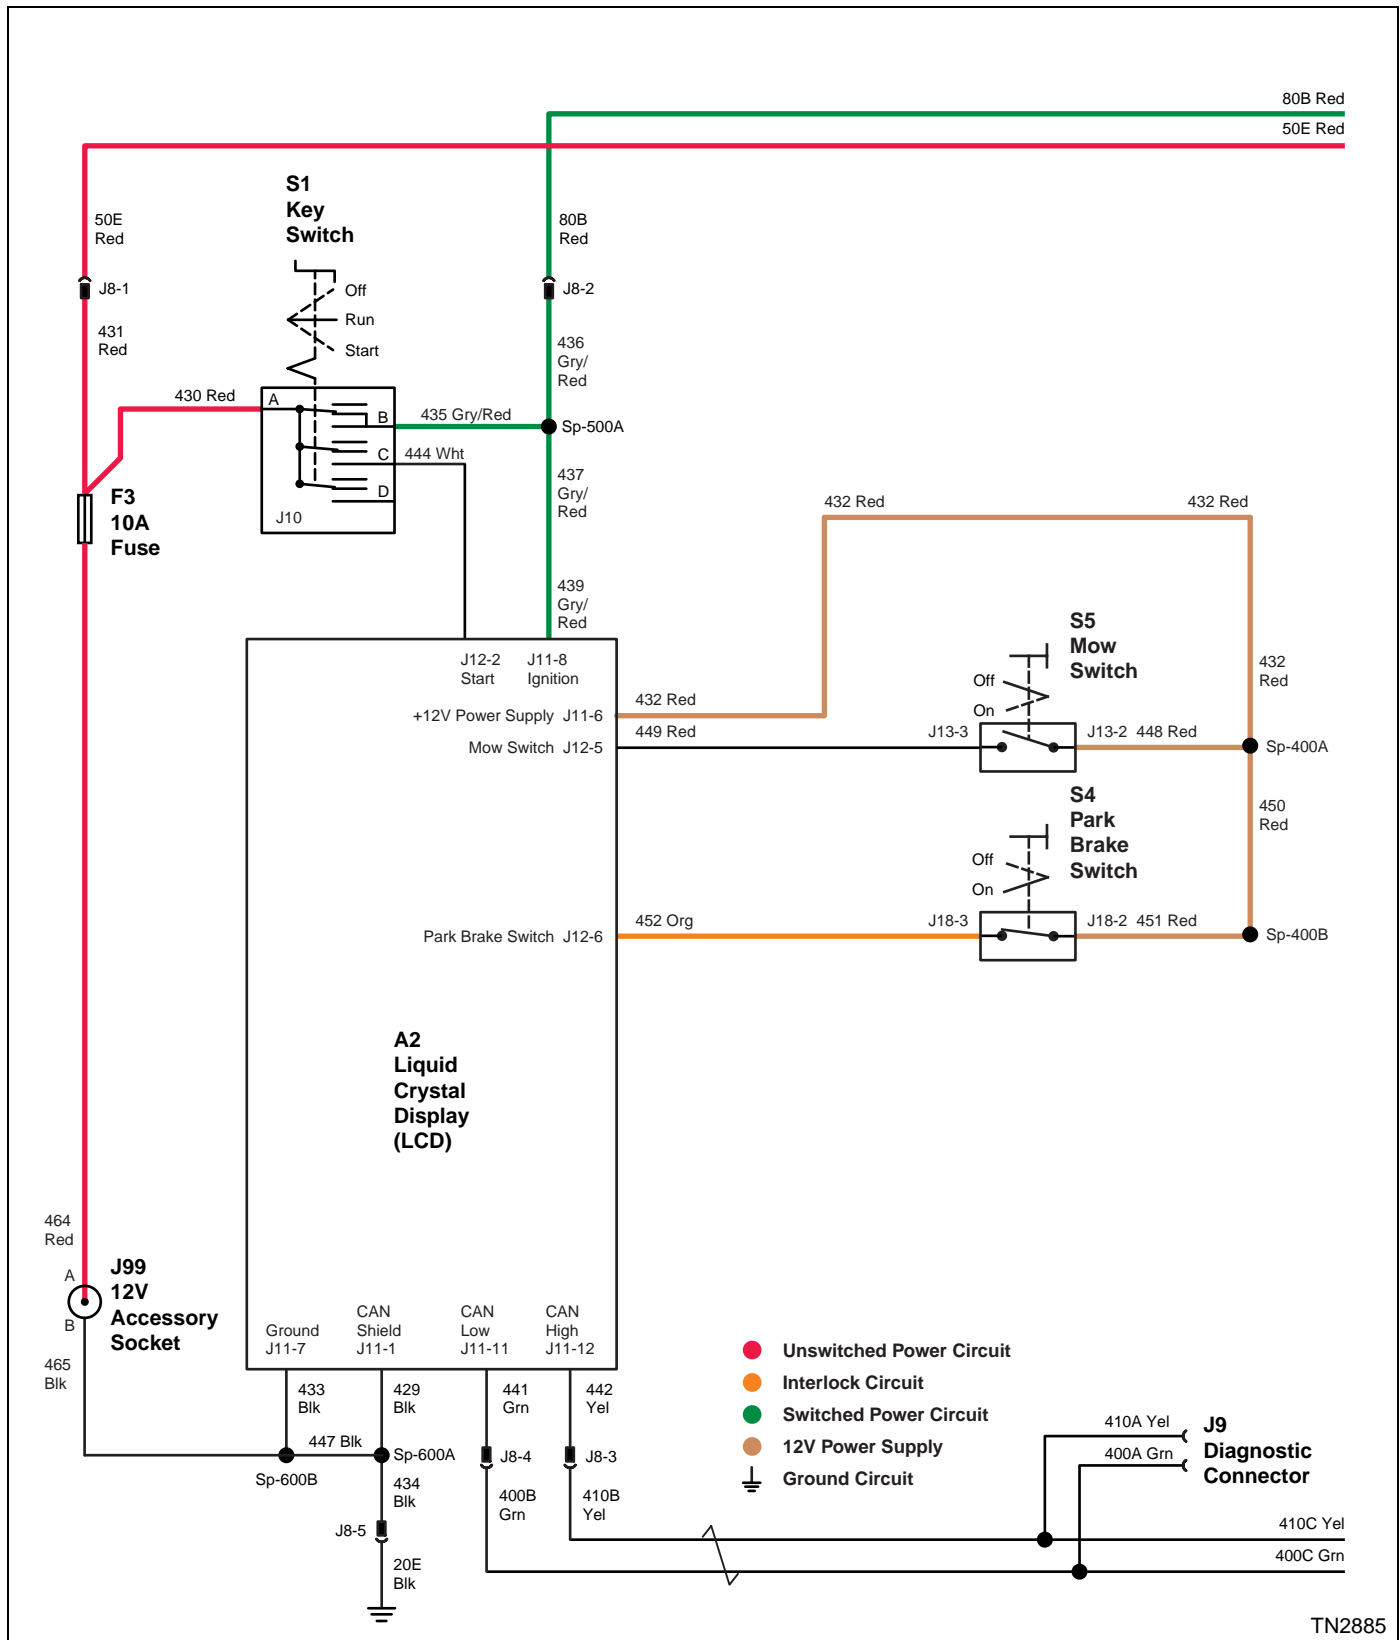 80B Red
50E Red
S1
Key
Switch
50E
Red
80B
Red
J8-1
Off
Run
Start
J8-2
431
Red
436
Gry/
Red
430 Red
A
B
435 Gry/Red
Sp-500A
C
444 Wht
D
J10
437
Gry/
Red
F3
10A
Fuse
432 Red
432 Red
439
Gry/
Red
S5
Mow
Switch
J12-2
Start
J11-8
Ignition
Off
On
432
Red
+12V Power Supply J11-6
432 Red
Mow Switch J12-5
449 Red
J13-3
J13-2 448 Red
Sp-400A
S4
Park
Brake
Switch
450
Red
Off
On
Park Brake Switch J12-6
452 Org
J18-3
J18-2 451 Red
Sp-400B
A2
Liquid
Crystal
Display
(LCD)
464
Red
A
B
J99
12V
Accessory
Socket
465
Blk
Ground
J11-7
CAN
Shield
J11-1
CAN
Low
J11-11
CAN
High
J11-12
Unswitched Power Circuit
Interlock Circuit
Switched Power Circuit
12V Power Supply
Ground Circuit
433
Blk
429
Blk
441
Grn
442
Yel
447 Blk
Sp-600A
Sp-600B
J8-4
J8-3
434
Blk
400B
Grn
410B
Yel
J8-5
20E
Blk
410A Yel
400A Grn
J9
Diagnostic
Connector
410C Yel
400C Grn
TN2885